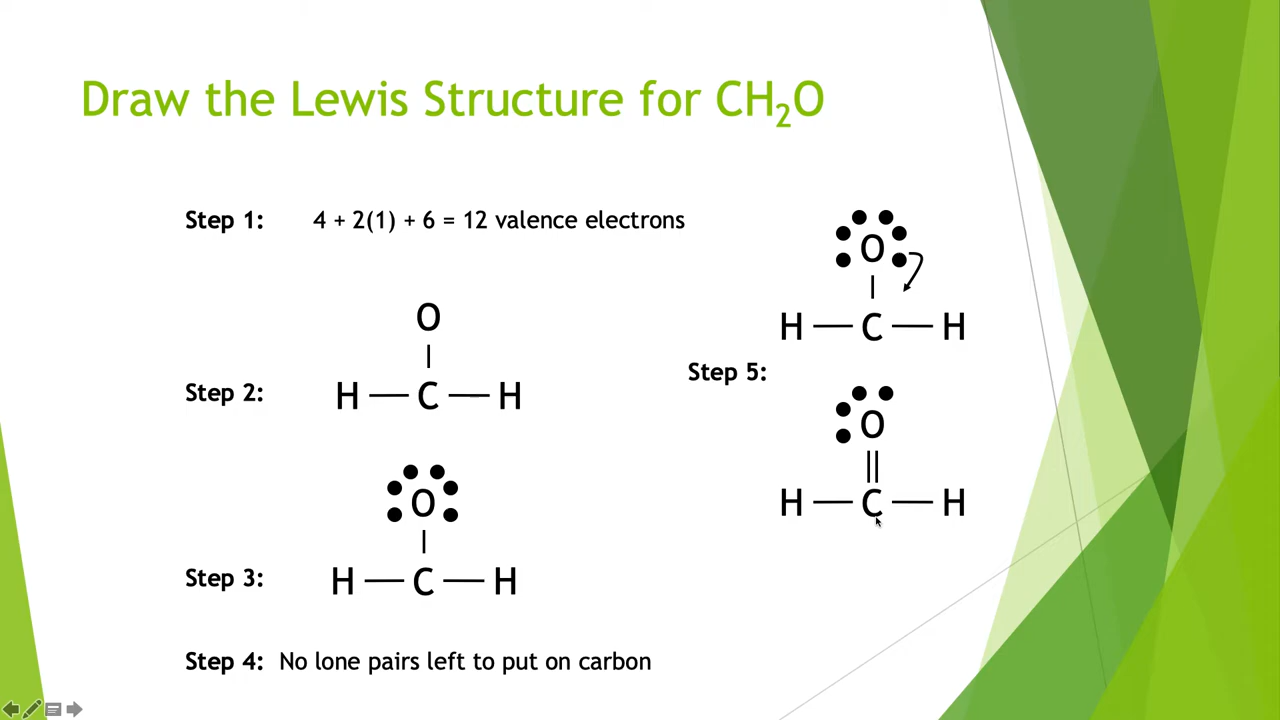 Draw the Lewis Structure for CH₂O
Step 1: 4 + 2(1) + 6 = 12 valence electrons
O
H — C — H
Step 2:
O
H — C — H
Step 3:
Step 4: No lone pairs left to put on carbon
O
H — C — H
Step 5:
O
H — C — H